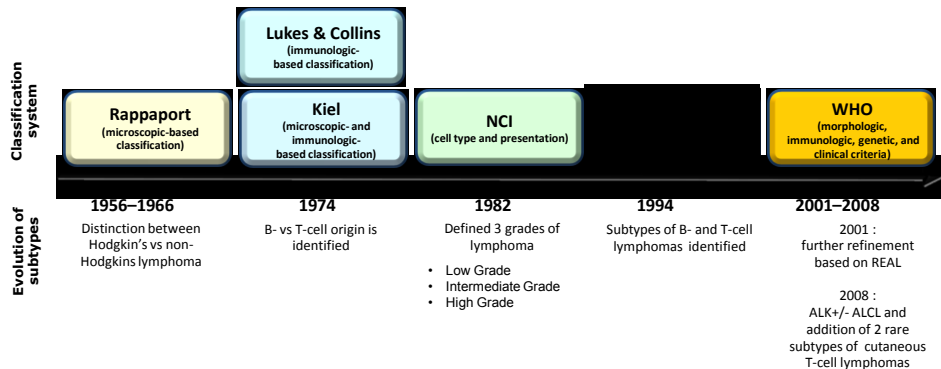 Classification
system
Lukes & Collins
(immunologic-
based classification)
Rappaport
(microscopic-based
classification)
Kiel
(microscopic- and
immunologic-
based classification)
NCI
(cell type and presentation)
WHO
(morphologic,
immunologic, genetic, and
clinical criteria)
Evolution of
subtypes
1956–1966
Distinction between
Hodgkin's vs non-
Hodgkins lymphoma
1974
B- vs T-cell origin is
identified
1982
Defined 3 grades of
lymphoma
• Low Grade
• Intermediate Grade
• High Grade
1994
Subtypes of B- and T-cell
lymphomas identified
2001–2008
2001 :
further refinement
based on REAL
2008 :
ALK+/- ALCL and
addition of 2 rare
subtypes of cutaneous
T-cell lymphomas